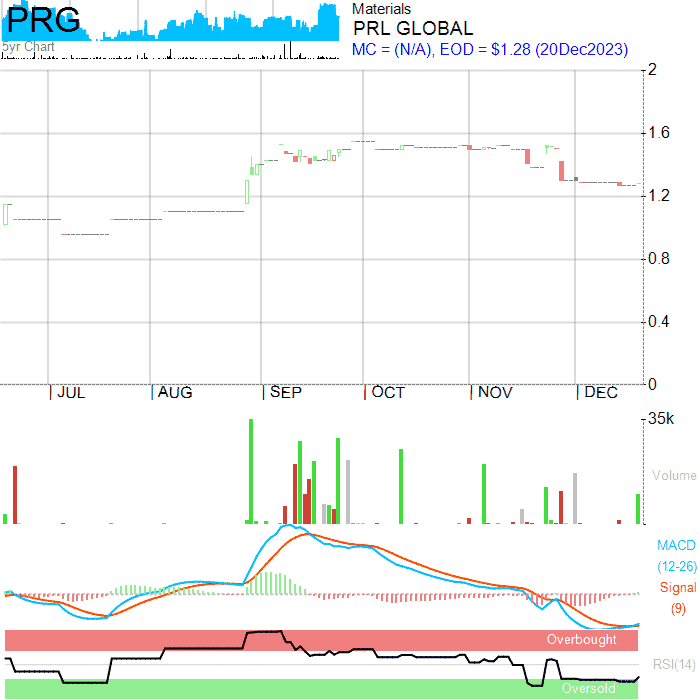 PRG
5yr Chart
Materials
PRL GLOBAL
MC = (N/A), EOD = $1.28 (20Dec2023)
2
1.6
1.2
0.8
0.4
0
JUL AUG SEP OCT NOV DEC
35k
Volume
MACD
(12-26)
Signal
(9)
Overbought
RSI(14)
Oversold